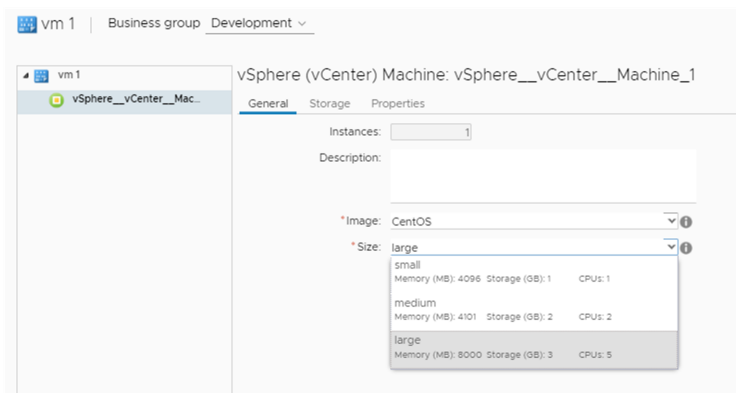 vm 1 Business group Development
vm 1
vSphere__vCenter__Mac...
vSphere (vCenter) Machine: vSphere__vCenter__Machine_1
General Storage Properties
Instances: 1
Description:
*Image: CentOS
*Size: large
small
Memory (MB): 4096 Storage (GB): 1 CPUs: 1
medium
Memory (MB): 4101 Storage (GB): 2 CPUs: 2
large
Memory (MB): 8000 Storage (GB): 3 CPUs: 5